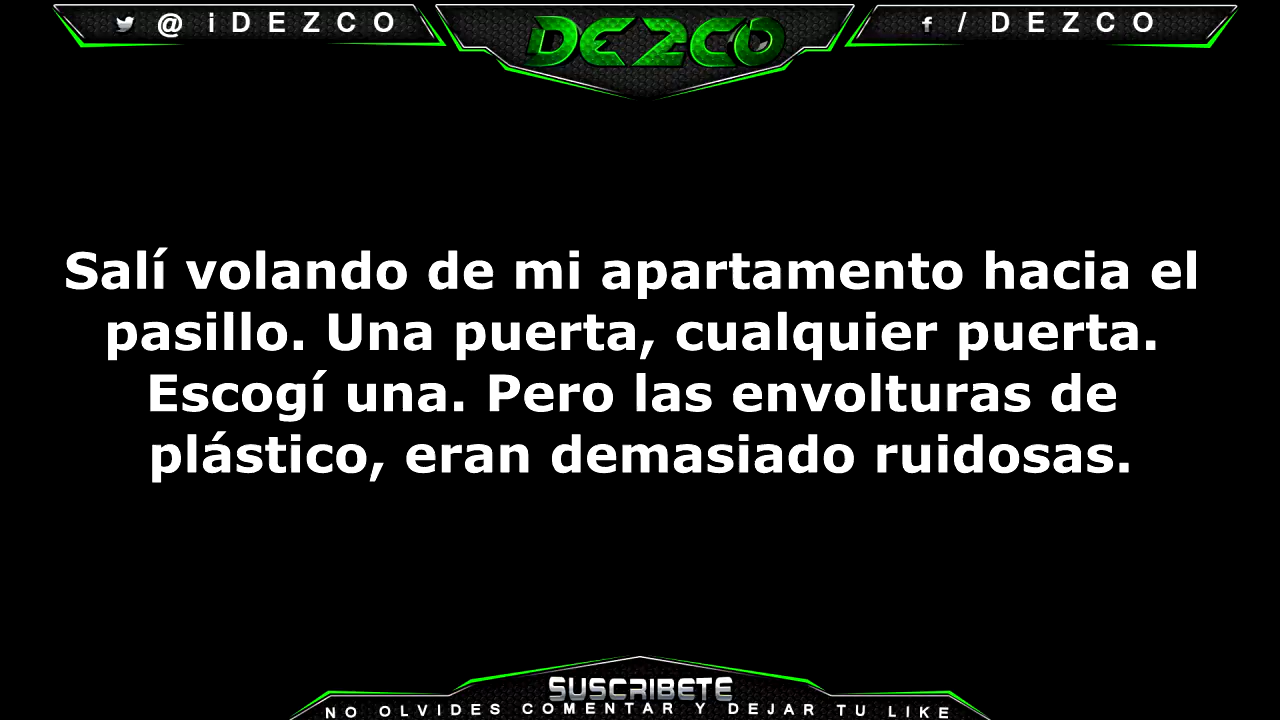 @iDEZCO
DEZCO
/DEZCO
Salí volando de mi apartamento hacia el
pasillo. Una puerta, cualquier puerta.
Escogí una. Pero las envolturas de
plástico, eran demasiado ruidosas.
SUSCRIBETE
NO OLVIDES COMENTAR Y DEJAR TU LIKE